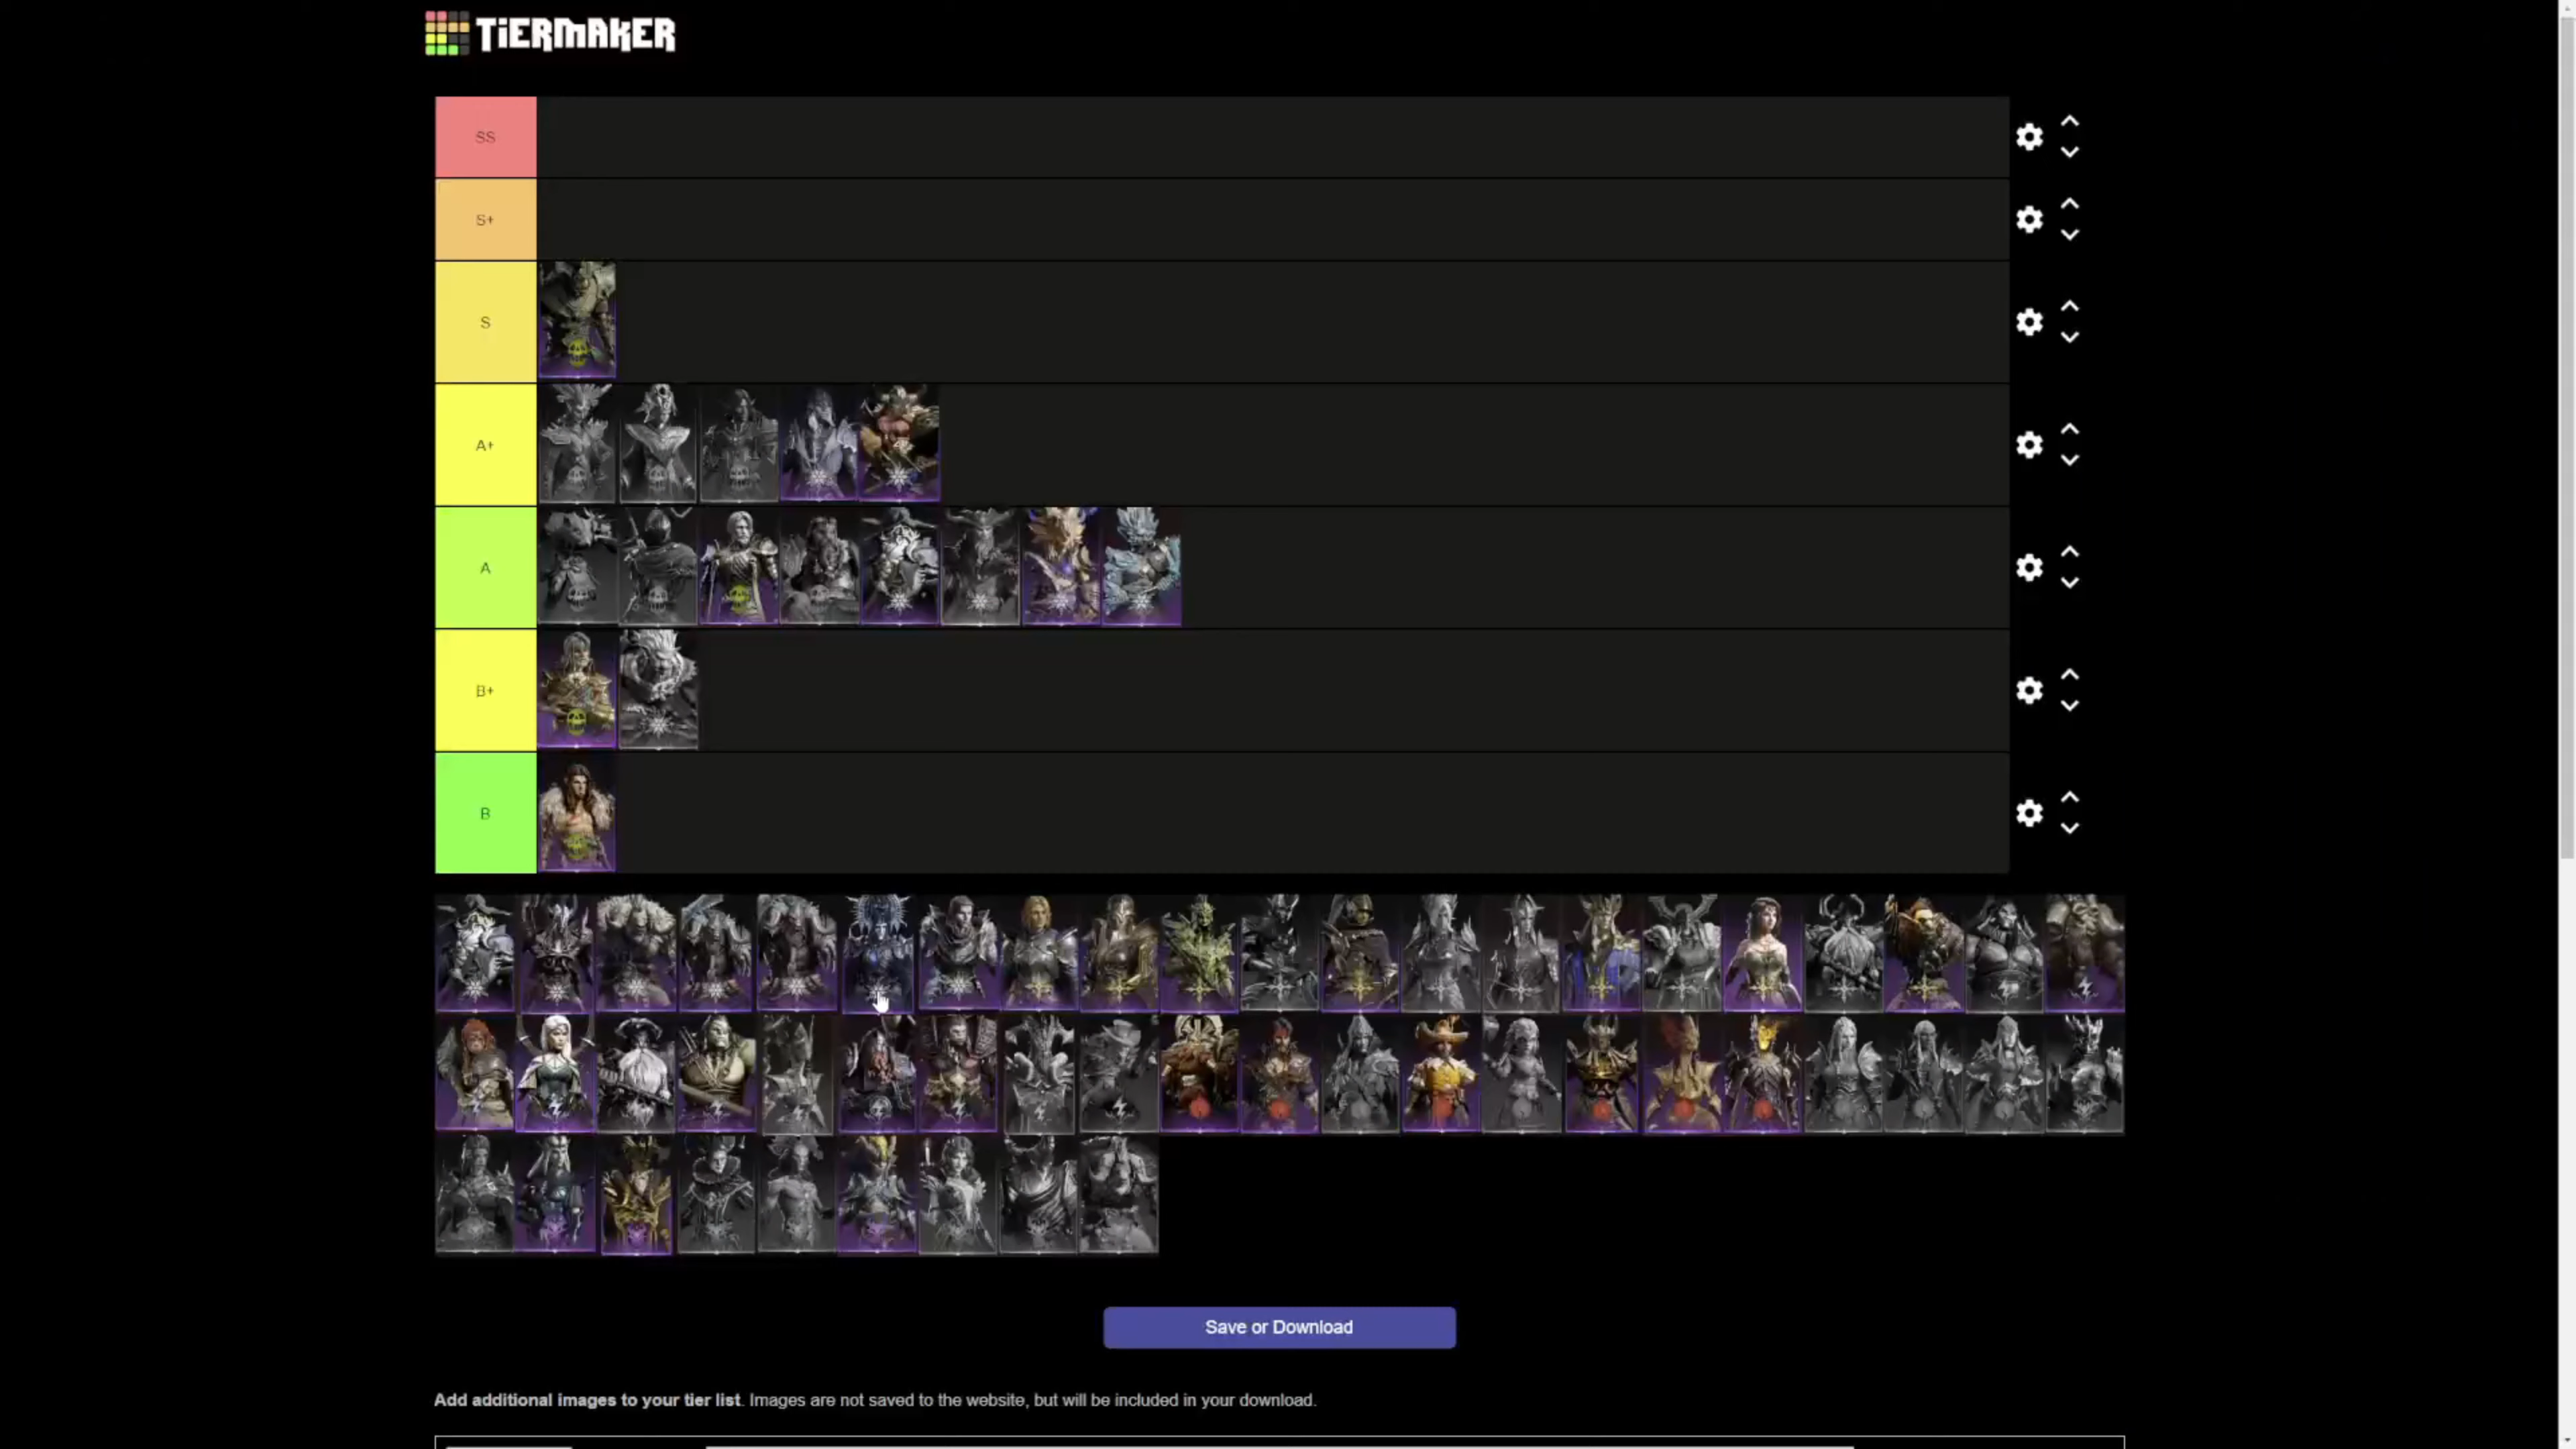 TiERMAKER
SS
S+
S
A+
A
B+
B
Save or Download
Add additional images to your tier list. Images are not saved to the website, but will be included in your download.